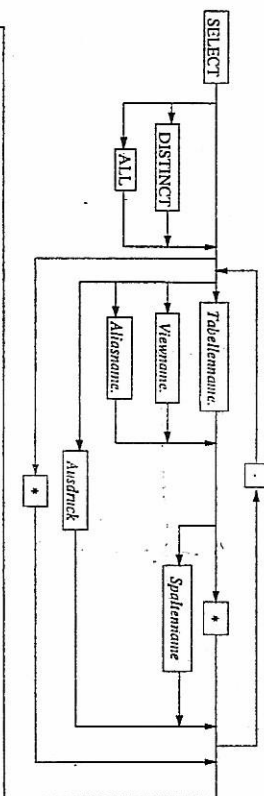 SELECT
DISTINCT
ALL
Tabellenname.
Viewname.
Aliasname.
Ausdruck
*
*
Spaltenname